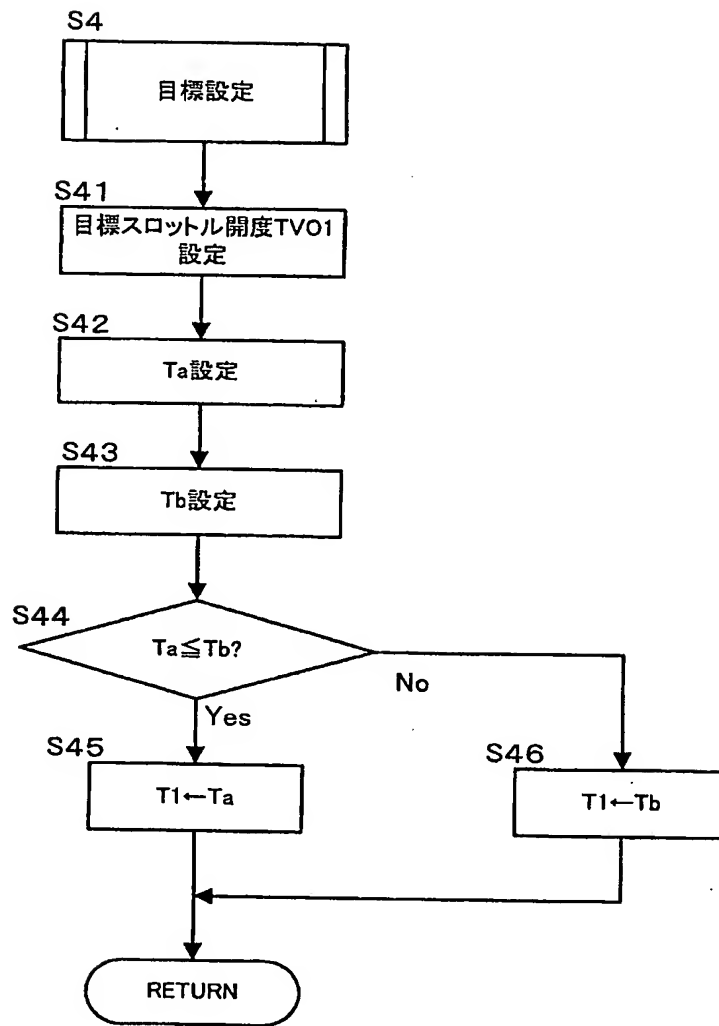 S4
目標設定
S41
目標スロットル開度TVO1
設定
S42
Ta設定
S43
Tb設定
S44
Ta≦Tb?
No
Yes
S45
T1←Ta
S46
T1←Tb
RETURN